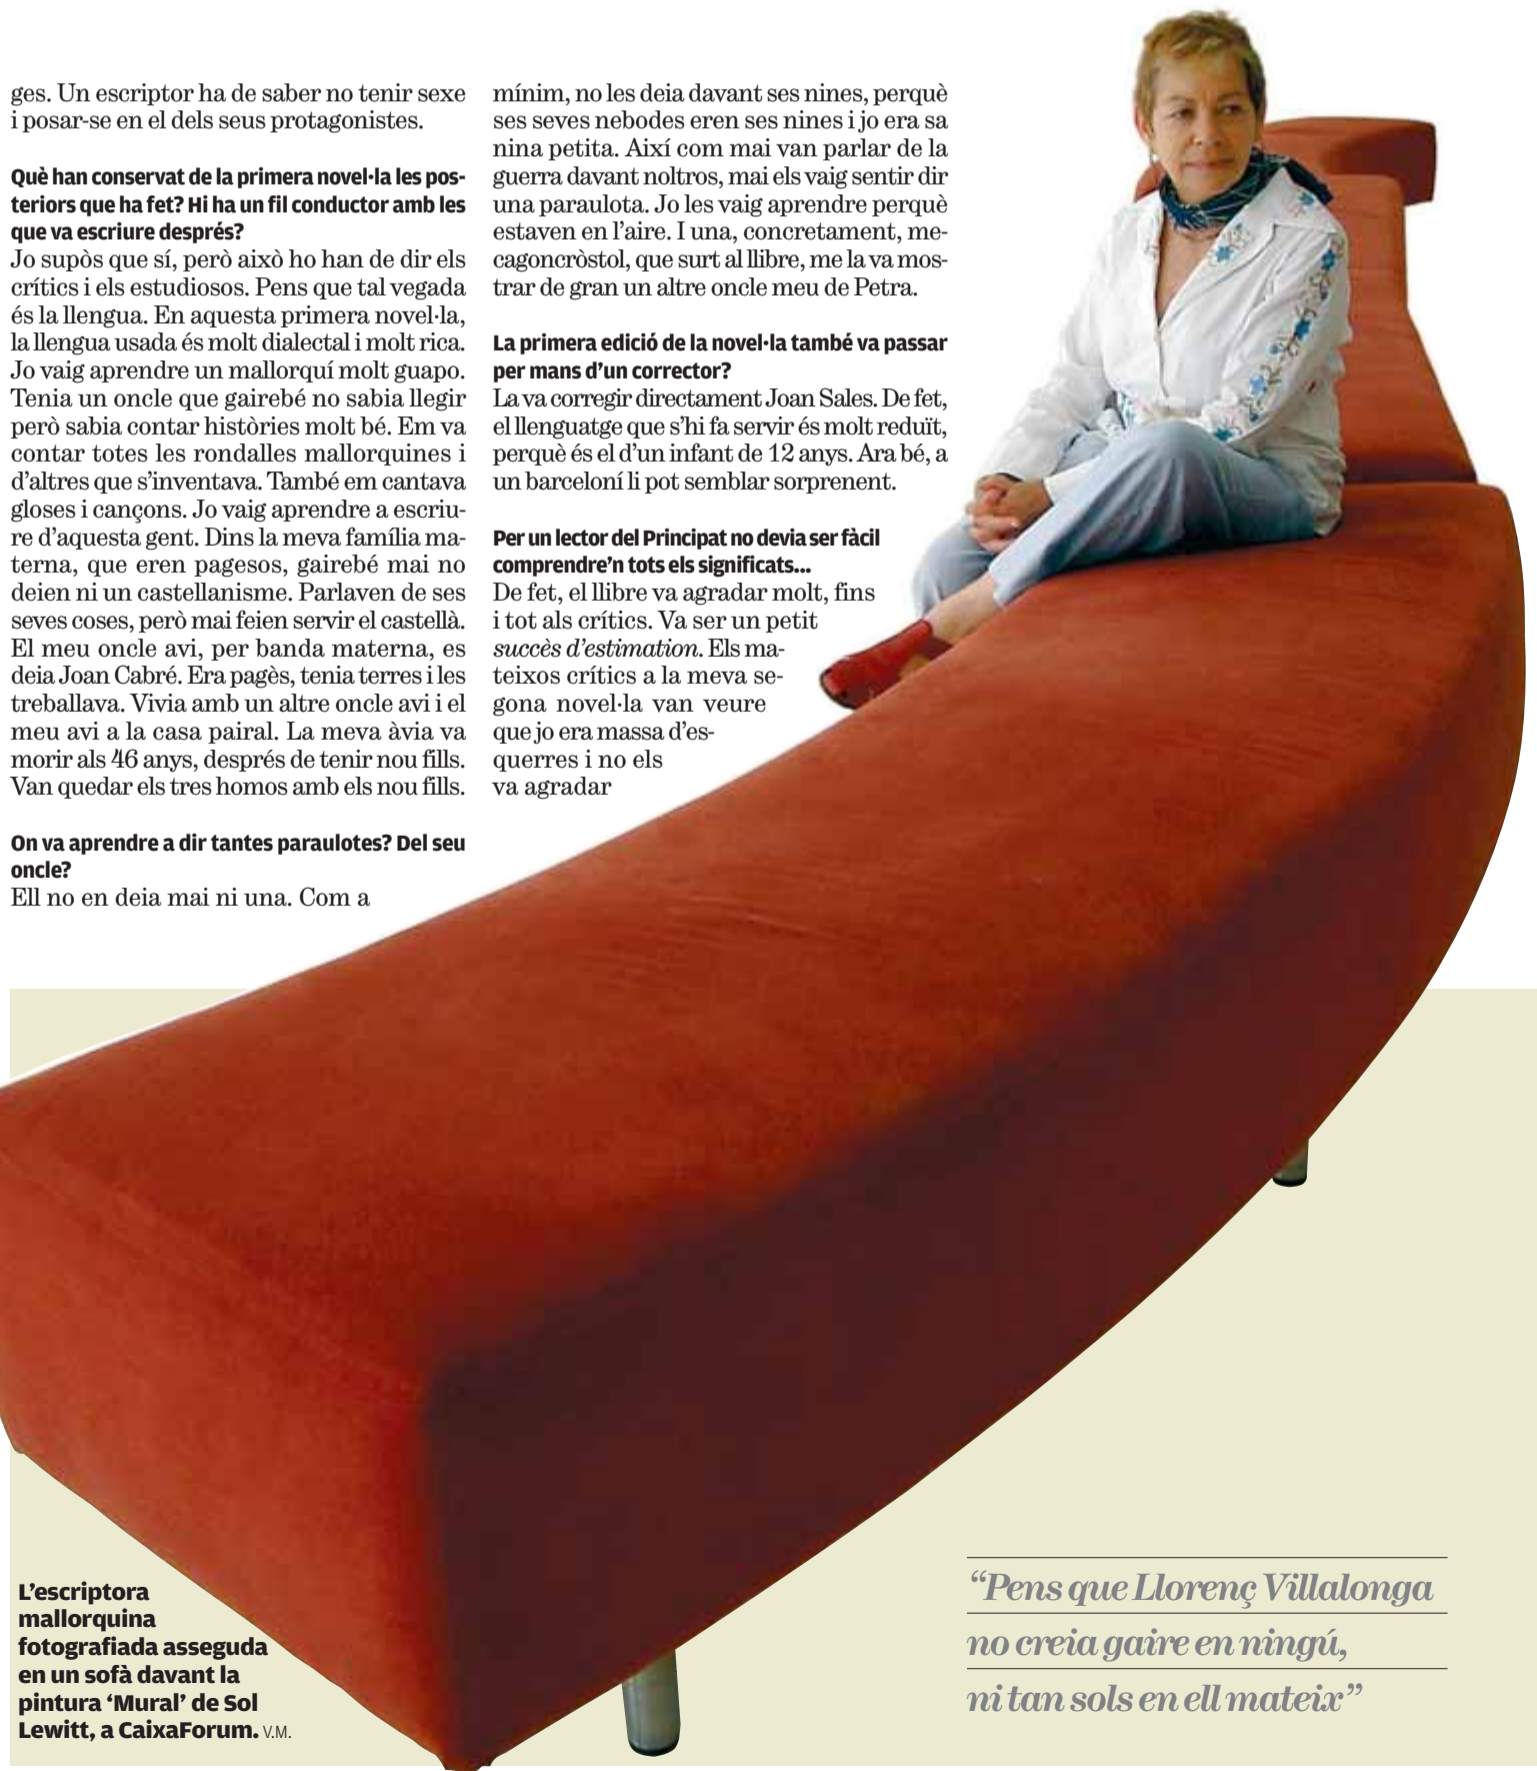 ges. Un escriptor ha de saber no tenir sexe
i posar-se en el dels seus protagonistes.
Què han conservat de la primera novel·la les pos-
teriors que ha fet? Hi ha un fil conductor amb les
que va escriure després?
Jo supòs que sí, però això ho han de dir els
crítics i els estudiosos. Pens que tal vegada
és la llengua. En aquesta primera novel·la,
la llengua usada és molt dialectal i molt rica.
Jo vaig aprendre un mallorquí molt guapo.
Tenia un oncle que gairebé no sabia llegir
però sabia contar històries molt bé. Em va
contar totes les rondalles mallorquines i
d'altres que s'inventava. També em cantava
gloses i cançons. Jo vaig aprendre a escriu-
re d'aquesta gent. Dins la meva família ma-
terna, que eren pagesos, gairebé mai no
deien ni un castellanisme. Parlaven de ses
seves coses, però mai feien servir el castellà.
El meu oncle avi, per banda materna, es
deia Joan Cabré. Era pagès, tenia terres i les
treballava. Vivia amb un altre oncle avi i el
meu avi a la casa pairal. La meva àvia va
morir als 46 anys, després de tenir nou fills.
Van quedar els tres homos amb els nou fills.
On va aprendre a dir tantes paraulotes? Del seu
oncle?
Ell no en deia mai ni una. Com a
mínim, no les deia davant ses nines, perquè
ses seves nebodes eren ses nines i jo era sa
nina petita. Així com mai van parlar de la
guerra davant noltros, mai els vaig sentir dir
una paraulota. Jo les vaig aprendre perquè
estaven en l'aire. I una, concretament, me-
cagoncròstol, que surt al llibre, me la va mos-
trar de gran un altre oncle meu de Petra.
La primera edició de la novel·la també va passar
per mans d'un corrector?
La va corregir directament Joan Sales. De fet,
el llenguatge que s'hi fa servir és molt reduït,
perquè és el d'un infant de 12 anys. Ara bé, a
un barceloní li pot semblar sorprenent.
Per un lector del Principat no devia ser fàcil
comprendre'n tots els significats...
De fet, el llibre va agradar molt, fins
i tot als crítics. Va ser un petit
succès d'estimation. Els ma-
teixos crítics a la meva se-
gona novel·la van veure
que jo era massa d'es-
querres i no els
va agradar
L'escriptora
mallorquina
fotografiada asseguda
en un sofà davant la
pintura ‘Mural’ de Sol
Lewitt, a CaixaForum. V.M.
“Pens que Llorenç Villalonga
no creia gaire en ningú,
ni tan sols en ell mateix”